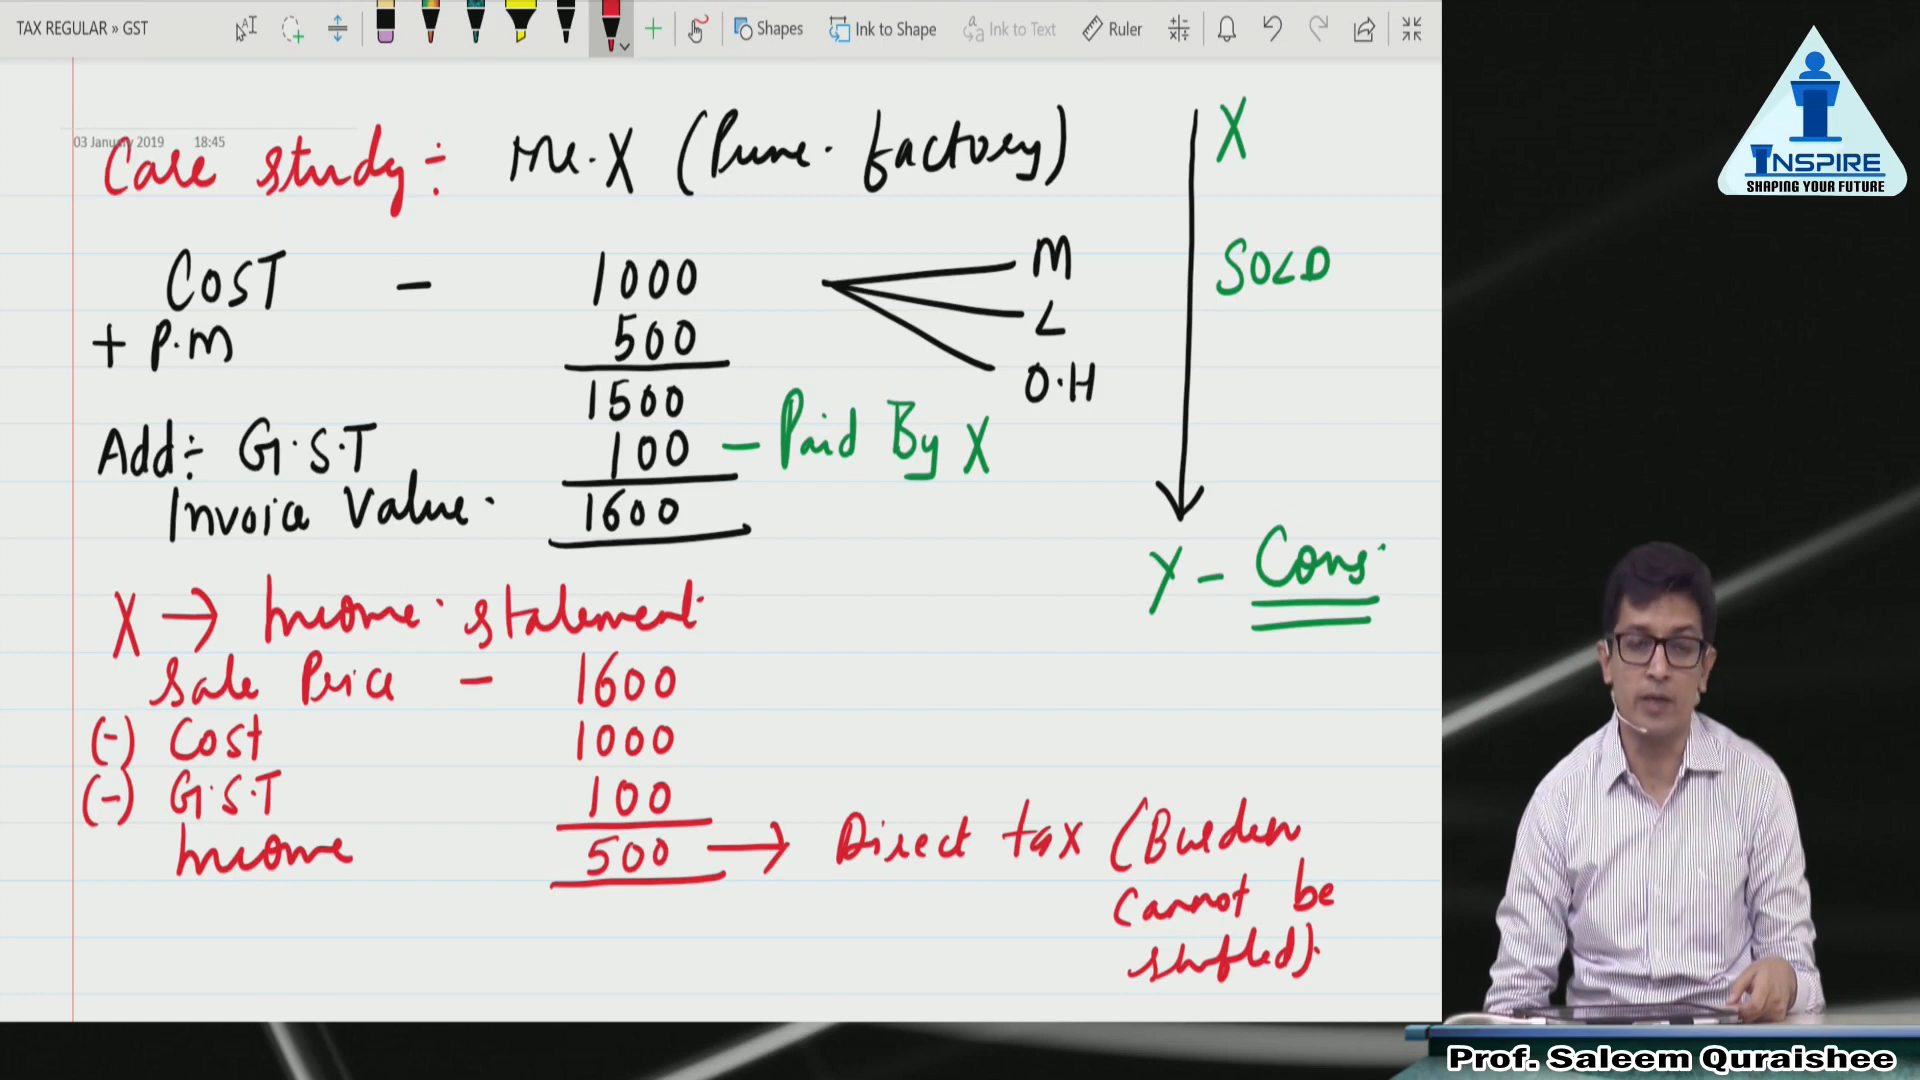 TAX REGULAR » GST
Shapes
Ink to Shape
Ink to Text
Ruler
03 January 2019 18:45
Case study :- Mr. X (Pune. factory)
COST - 1000
M
L
O.H
+ P.M 500
1500
Add :- G.S.T 100 - Paid By X
Invoice Value. 1600
X
SOLD
Y - Cons.
X → Income statement
Sale Price - 1600
(-) Cost 1000
(-) G.S.T 100
Income 500 → Direct tax (Burden
cannot be
shifted).
INSPIRE
SHAPING YOUR FUTURE
Prof. Saleem Quraishee